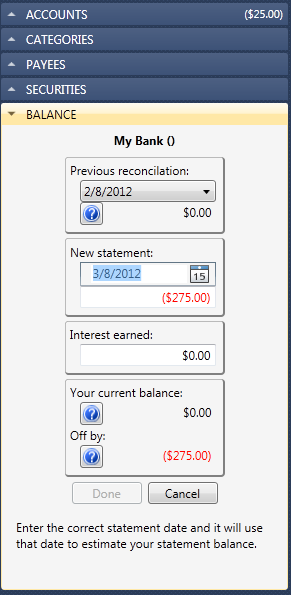 ACCOUNTS ($25.00)
CATEGORIES
PAYEES
SECURITIES
BALANCE
My Bank ()
Previous reconcilation:
2/8/2012
? $0.00
New statement:
3/8/2012 15
($275.00)
Interest earned:
$0.00
Your current balance:
? $0.00
Off by:
? ($275.00)
Done Cancel
Enter the correct statement date and it will use
that date to estimate your statement balance.